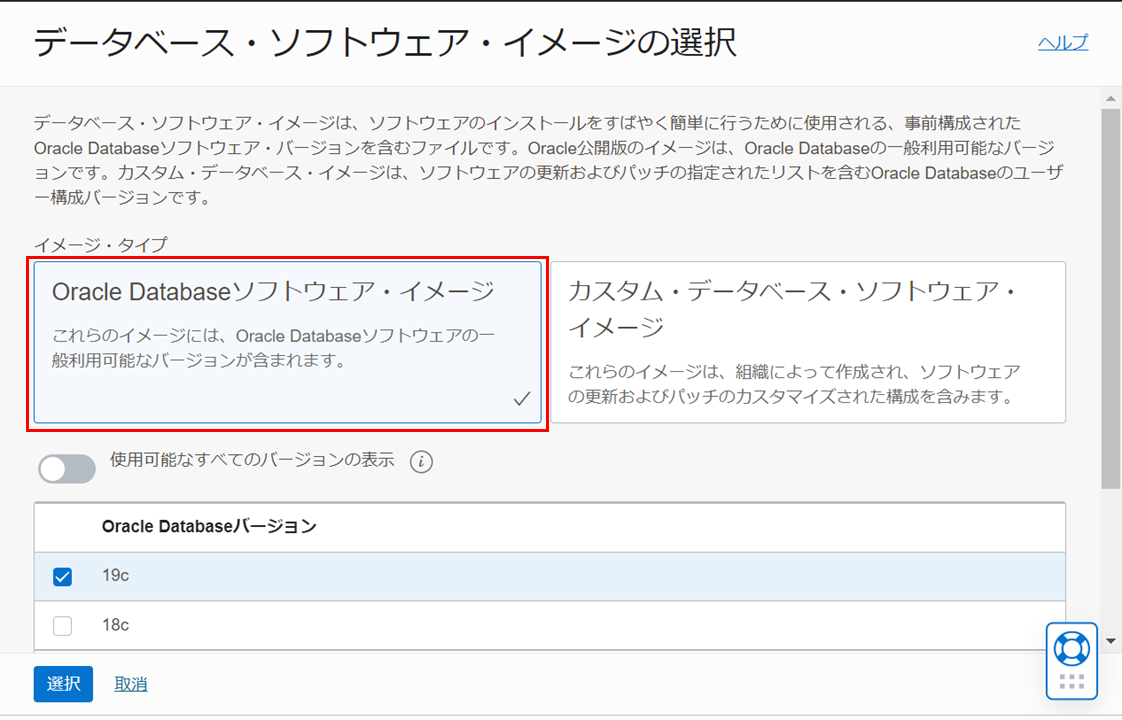 データベース・ソフトウェア・イメージの選択
ヘルプ
データベース・ソフトウェア・イメージは、ソフトウェアのインストールをすばやく簡単に行うために使用される、事前構成された
Oracle Databaseソフトウェア・バージョンを含むファイルです。Oracle公開版のイメージは、Oracle Databaseの一般利用可能なバージ
ョンです。カスタム・データベース・イメージは、ソフトウェアの更新およびパッチの指定されたリストを含むOracle Databaseのユーザ
ー構成バージョンです。
イメージ・タイプ
Oracle Databaseソフトウェア・イメージ
これらのイメージには、Oracle Databaseソフトウェアの一
般利用可能なバージョンが含まれます。
カスタム・データベース・ソフトウェア・
イメージ
これらのイメージは、組織によって作成され、ソフトウェア
の更新およびパッチのカスタマイズされた構成を含みます。
使用可能なすべてのバージョンの表示
Oracle Databaseバージョン
19c
18c
選択
取消